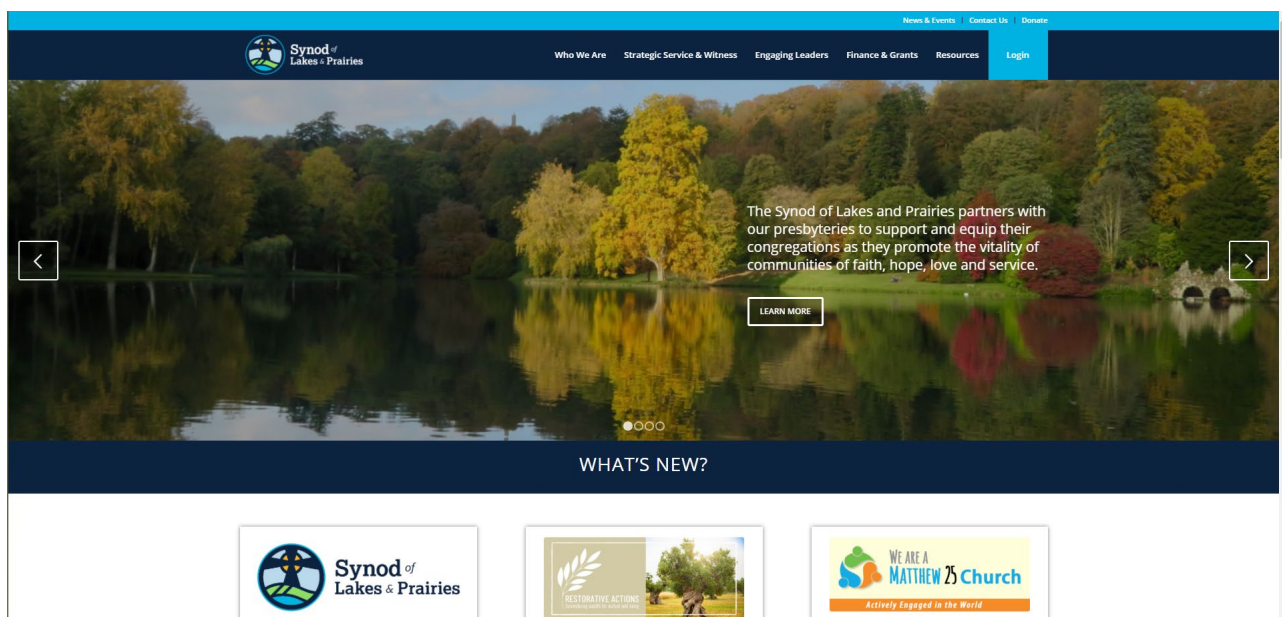 News & Events | Contact Us | Donate
Synod of
Lakes & Prairies
Who We Are Strategic Service & Witness Engaging Leaders Finance & Grants Resources Login
The Synod of Lakes and Prairies partners with
our presbyteries to support and equip their
congregations as they promote the vitality of
communities of faith, hope, love and service.
LEARN MORE
WHAT'S NEW?
Synod of
Lakes & Prairies
RESTORATIVE ACTIONS
WE ARE A
MATTHEW 25 Church
Actively Engaged in the World